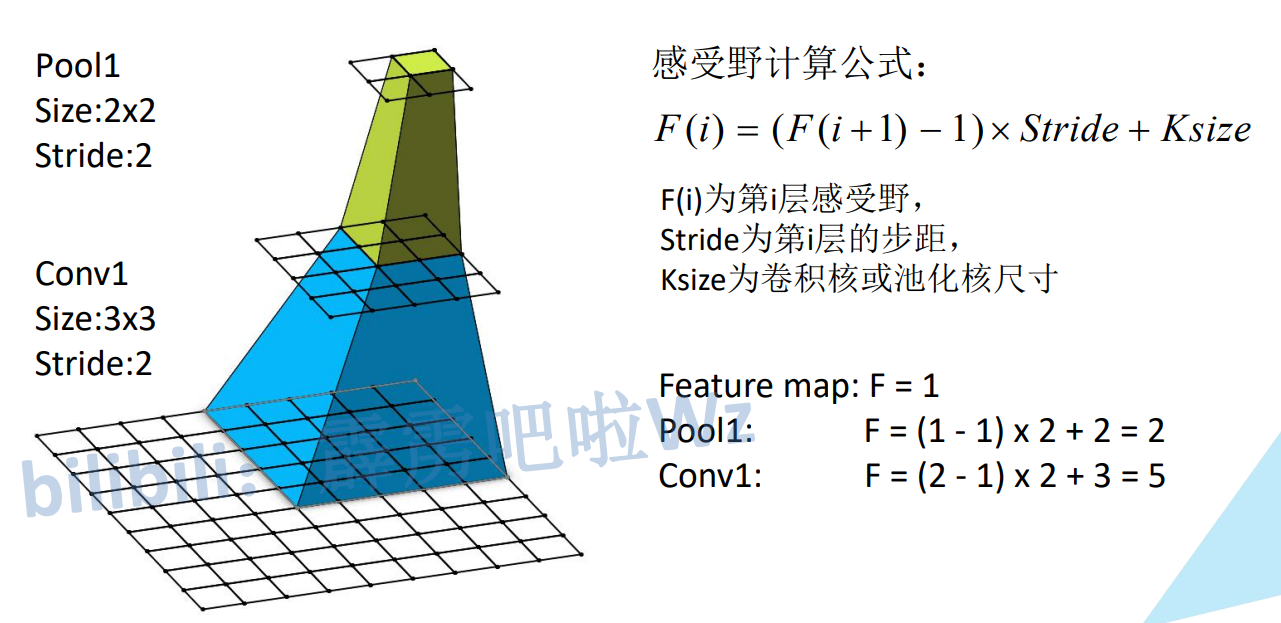 Pool1
Size:2x2
Stride:2
Conv1
Size:3x3
Stride:2
感受野计算公式：
F(i) = (F(i+1) − 1) × Stride + Ksize
F(i)为第i层感受野，
Stride为第i层的步距，
Ksize为卷积核或池化核尺寸
Feature map: F = 1
Pool1: F = (1 - 1) x 2 + 2 = 2
Conv1: F = (2 - 1) x 2 + 3 = 5
bilibili: 霹雳吧啦Wz